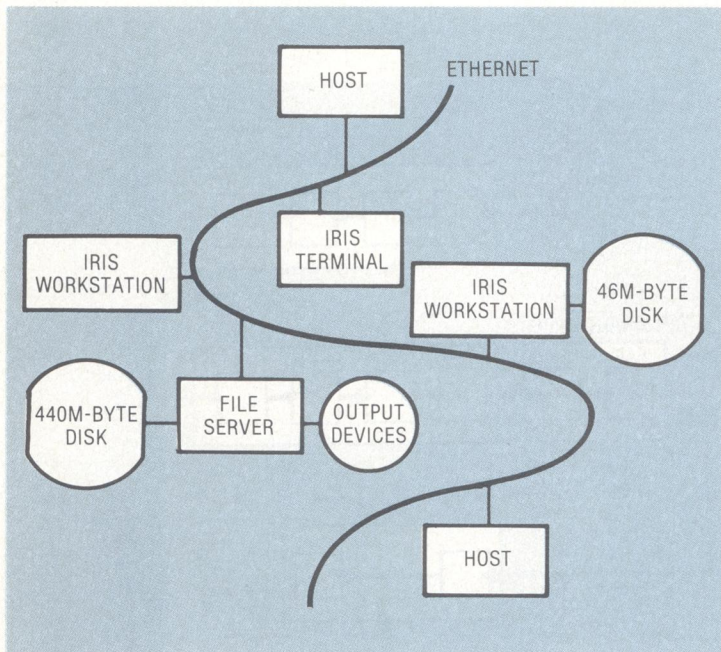 HOST
ETHERNET
IRIS
TERMINAL
IRIS
WORKSTATION
IRIS
WORKSTATION
46M-BYTE
DISK
440M-BYTE
DISK
FILE
SERVER
OUTPUT
DEVICES
HOST